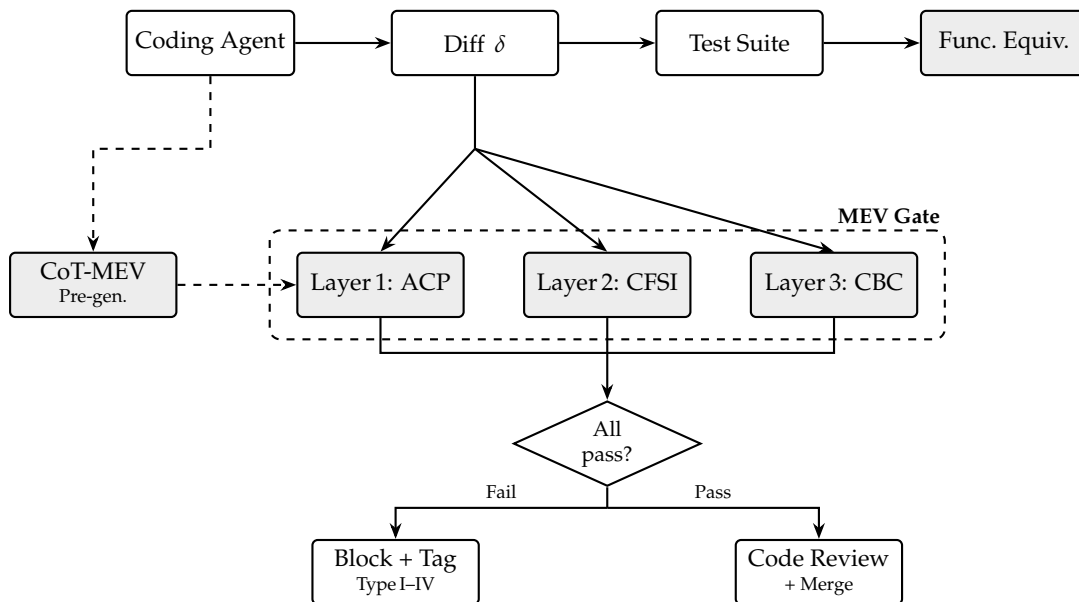 Coding Agent
Diff δ
Test Suite
Func. Equiv.
MEV Gate
CoT-MEV
Pre-gen.
Layer 1: ACP
Layer 2: CFSI
Layer 3: CBC
All
pass?
Fail
Pass
Block + Tag
Type I–IV
Code Review
+ Merge